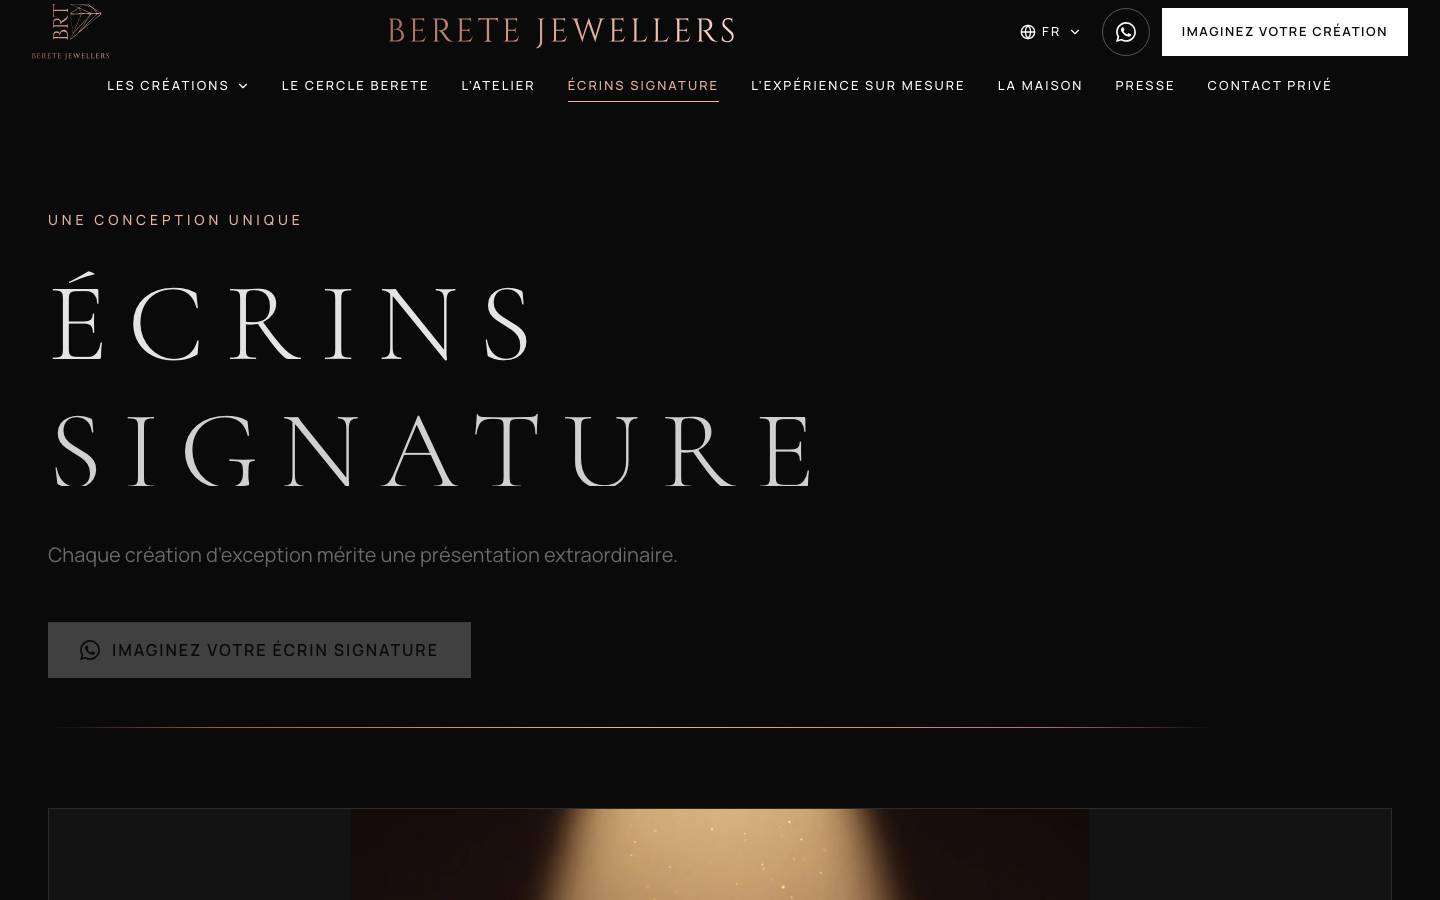 BRT
BERETE JEWELLERS
BERETE JEWELLERS
FR
IMAGINEZ VOTRE CRÉATION
LES CRÉATIONS
LE CERCLE BERETE
L'ATELIER
ÉCRINS SIGNATURE
L'EXPÉRIENCE SUR MESURE
LA MAISON
PRESSE
CONTACT PRIVÉ
UNE CONCEPTION UNIQUE
ÉCRINS
SIGNATURE
Chaque création d'exception mérite une présentation extraordinaire.
IMAGINEZ VOTRE ÉCRIN SIGNATURE